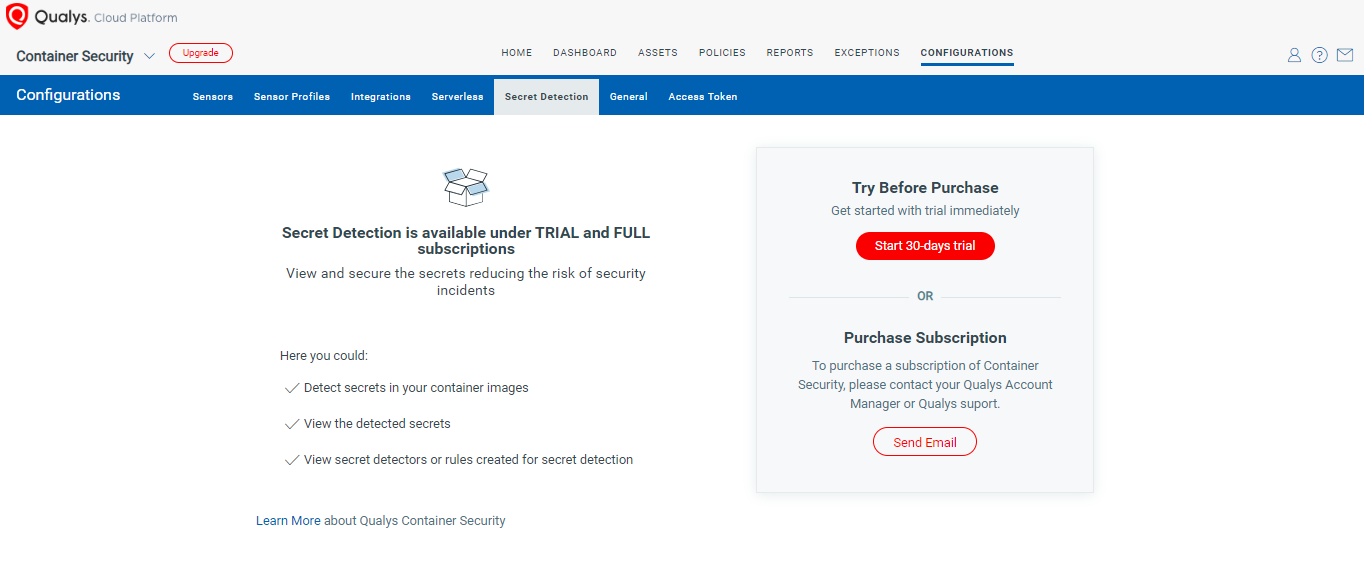 Qualys. Cloud Platform
Container Security
Upgrade
HOME DASHBOARD ASSETS POLICIES REPORTS EXCEPTIONS CONFIGURATIONS
?
Configurations
Sensors Sensor Profiles Integrations Serverless Secret Detection General Access Token
Secret Detection is available under TRIAL and FULL
subscriptions
View and secure the secrets reducing the risk of security
incidents
Here you could:
Detect secrets in your container images
View the detected secrets
View secret detectors or rules created for secret detection
Learn More about Qualys Container Security
Try Before Purchase
Get started with trial immediately
Start 30-days trial
OR
Purchase Subscription
To purchase a subscription of Container
Security, please contact your Qualys Account
Manager or Qualys suport.
Send Email